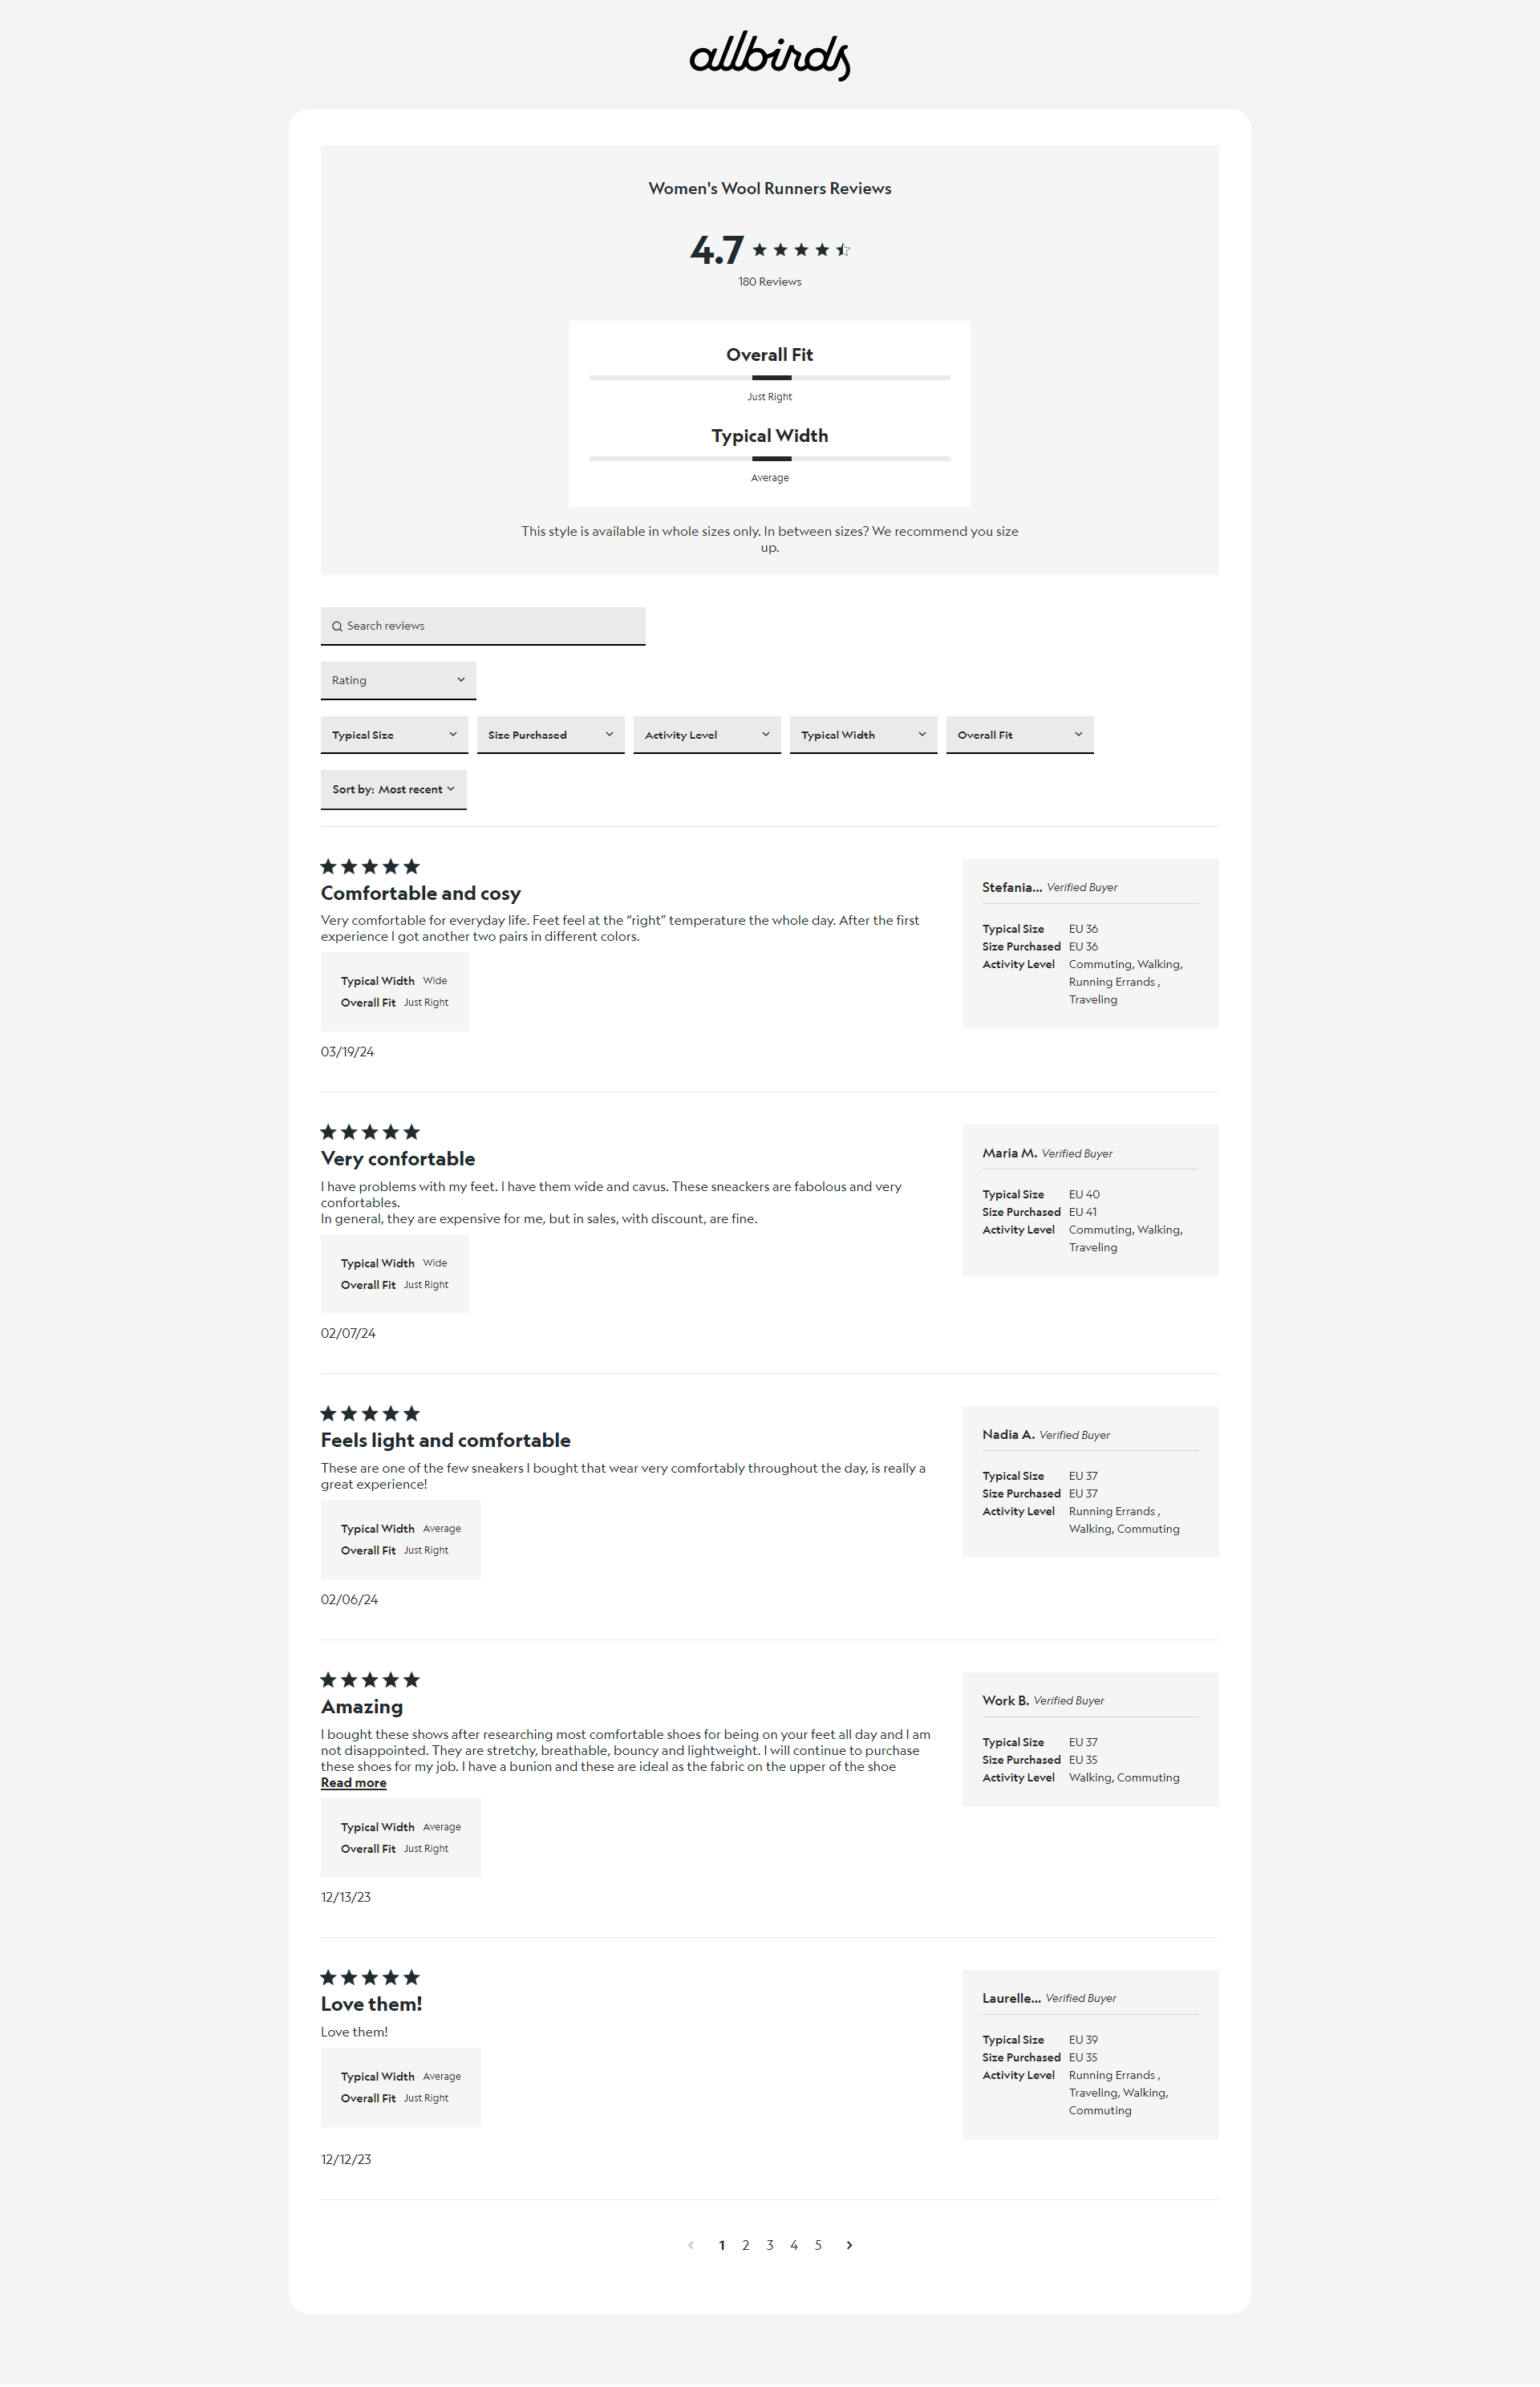 allbirds
Women's Wool Runners Reviews
4.7
180 Reviews
Overall Fit
Just Right
Typical Width
Average
This style is available in whole sizes only. In between sizes? We recommend you size
up.
Search reviews
Rating
Typical Size
Size Purchased
Activity Level
Typical Width
Overall Fit
Sort by: Most recent
Comfortable and cosy
Very comfortable for everyday life. Feet feel at the “right” temperature the whole day. After the first
experience I got another two pairs in different colors.
Typical Width Wide
Overall Fit Just Right
03/19/24
Stefania... Verified Buyer
Typical Size EU 36
Size Purchased EU 36
Activity Level Commuting, Walking,
Running Errands ,
Traveling
Very confortable
I have problems with my feet. I have them wide and cavus. These sneackers are fabolous and very
confortables.
In general, they are expensive for me, but in sales, with discount, are fine.
Typical Width Wide
Overall Fit Just Right
02/07/24
Maria M. Verified Buyer
Typical Size EU 40
Size Purchased EU 41
Activity Level Commuting, Walking,
Traveling
Feels light and comfortable
These are one of the few sneakers I bought that wear very comfortably throughout the day, is really a
great experience!
Typical Width Average
Overall Fit Just Right
02/06/24
Nadia A. Verified Buyer
Typical Size EU 37
Size Purchased EU 37
Activity Level Running Errands ,
Walking, Commuting
Amazing
I bought these shows after researching most comfortable shoes for being on your feet all day and I am
not disappointed. They are stretchy, breathable, bouncy and lightweight. I will continue to purchase
these shoes for my job. I have a bunion and these are ideal as the fabric on the upper of the shoe
Read more
Typical Width Average
Overall Fit Just Right
12/13/23
Work B. Verified Buyer
Typical Size EU 37
Size Purchased EU 35
Activity Level Walking, Commuting
Love them!
Love them!
Typical Width Average
Overall Fit Just Right
12/12/23
Laurelle... Verified Buyer
Typical Size EU 39
Size Purchased EU 35
Activity Level Running Errands ,
Traveling, Walking,
Commuting
1 2 3 4 5